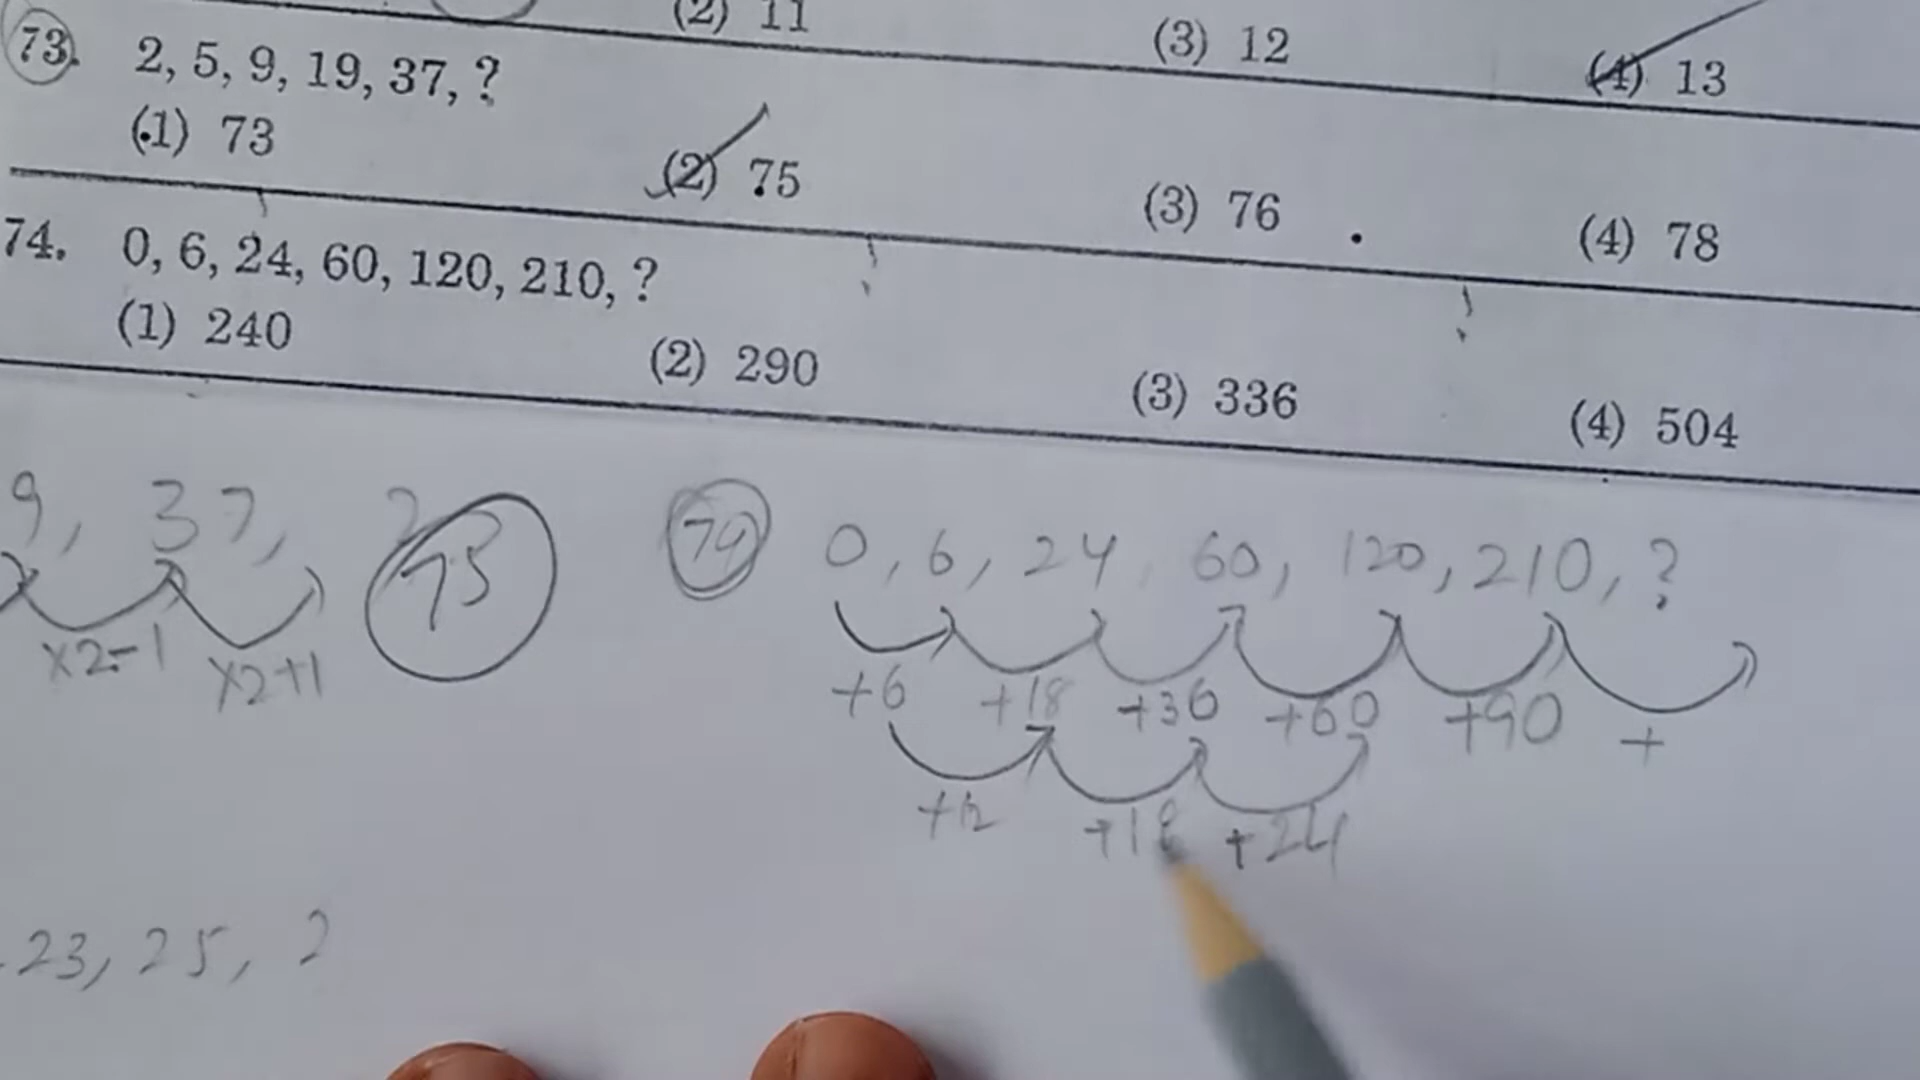 (2) 11 (3) 12 (4) 13
73. 2, 5, 9, 19, 37, ?
(1) 73 (2) 75 (3) 76 (4) 78
74. 0, 6, 24, 60, 120, 210, ?
(1) 240 (2) 290 (3) 336 (4) 504
9, 37, ? 75
×2-1 ×2+1
74 0, 6, 24, 60, 120, 210, ?
+6 +18 +36 +60 +90 +
+12 +18 +24
23, 25, 2